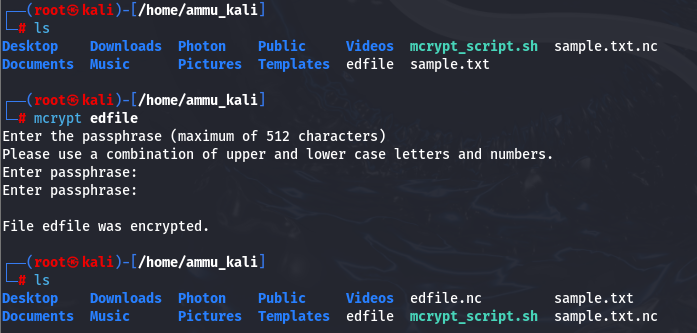 ┌──(root㉿kali)-[/home/ammu_kali]
└─# ls
Desktop Downloads Photon Public Videos mcrypt_script.sh sample.txt.nc
Documents Music Pictures Templates edfile sample.txt
┌──(root㉿kali)-[/home/ammu_kali]
└─# mcrypt edfile
Enter the passphrase (maximum of 512 characters)
Please use a combination of upper and lower case letters and numbers.
Enter passphrase:
Enter passphrase:
File edfile was encrypted.
┌──(root㉿kali)-[/home/ammu_kali]
└─# ls
Desktop Downloads Photon Public Videos edfile.nc sample.txt
Documents Music Pictures Templates edfile mcrypt_script.sh sample.txt.nc